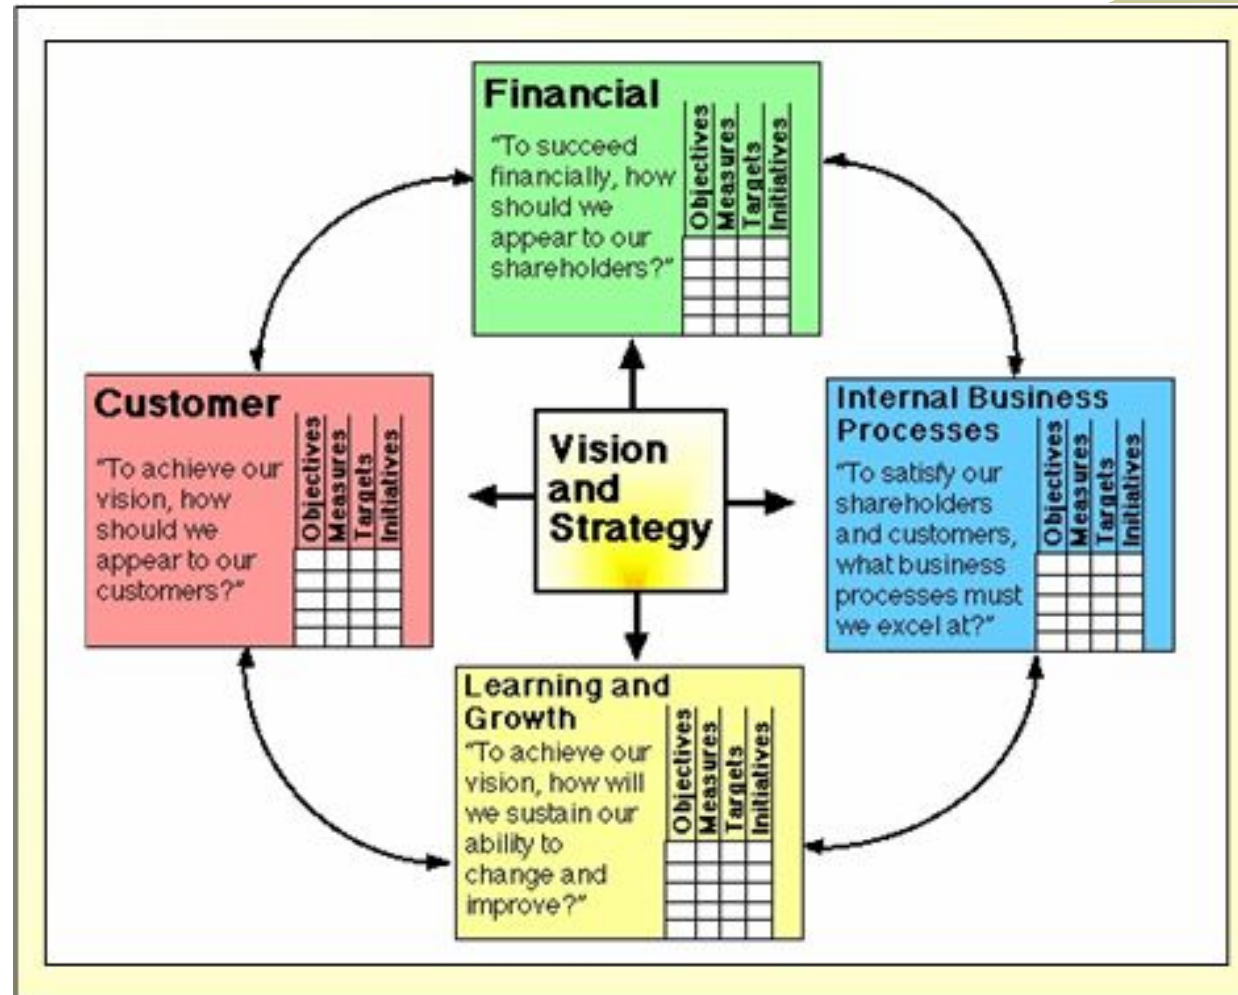 Financial
"To succeed
financially, how
should we
appear to our
shareholders?"
Objectives
Measures
Targets
Initiatives
Customer
"To achieve our
vision, how
should we
appear to our
customers?"
Objectives
Measures
Targets
Initiatives
Vision
and
Strategy
Internal Business
Processes
"To satisfy our
shareholders
and customers,
what business
processes must
we excel at?"
Objectives
Measures
Targets
Initiatives
Learning and
Growth
"To achieve our
vision, how will
we sustain our
ability to
change and
improve?"
Objectives
Measures
Targets
Initiatives